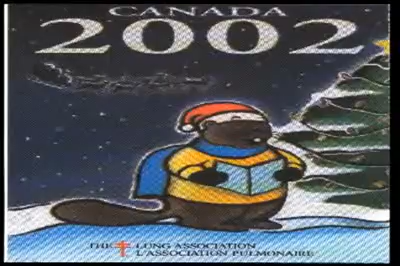 CANADA
2002
THE LUNG ASSOCIATION
L'ASSOCIATION PULMONAIRE